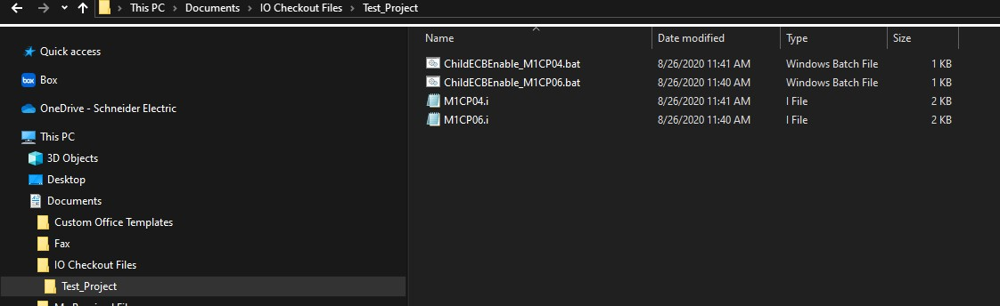 This PC > Documents > IO Checkout Files > Test_Project
Quick access
box Box
OneDrive - Schneider Electric
This PC
3D Objects
Desktop
Documents
Custom Office Templates
Fax
IO Checkout Files
Test_Project
Name Date modified Type Size
ChildECBEnable_M1CP04.bat 8/26/2020 11:41 AM Windows Batch File 1 KB
ChildECBEnable_M1CP06.bat 8/26/2020 11:40 AM Windows Batch File 1 KB
M1CP04.i 8/26/2020 11:41 AM I File 2 KB
M1CP06.i 8/26/2020 11:40 AM I File 2 KB